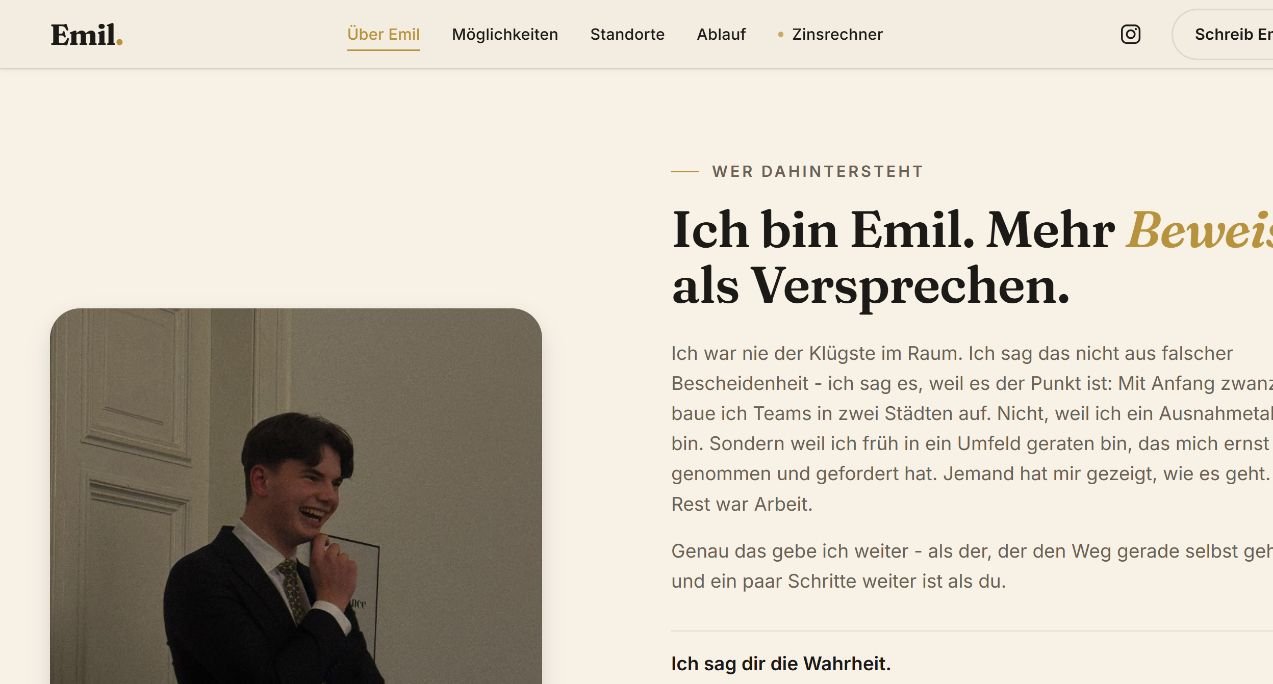 Emil.
Über Emil
Möglichkeiten
Standorte
Ablauf
Zinsrechner
Schreib
WER DAHINTERSTEHT
Ich bin Emil. Mehr
als Versprechen.
Ich war nie der Klügste im Raum. Ich sag das nicht aus falscher
Bescheidenheit - ich sag es, weil es der Punkt ist: Mit Anfang
baue ich Teams in zwei Städten auf. Nicht, weil ich ein
bin. Sondern weil ich früh in ein Umfeld geraten bin, das mich ernst
genommen und gefordert hat. Jemand hat mir gezeigt, wie es geht.
Rest war Arbeit.
Genau das gebe ich weiter - als der, der den Weg gerade selbst
und ein paar Schritte weiter ist als du.
Ich sag dir die Wahrheit.